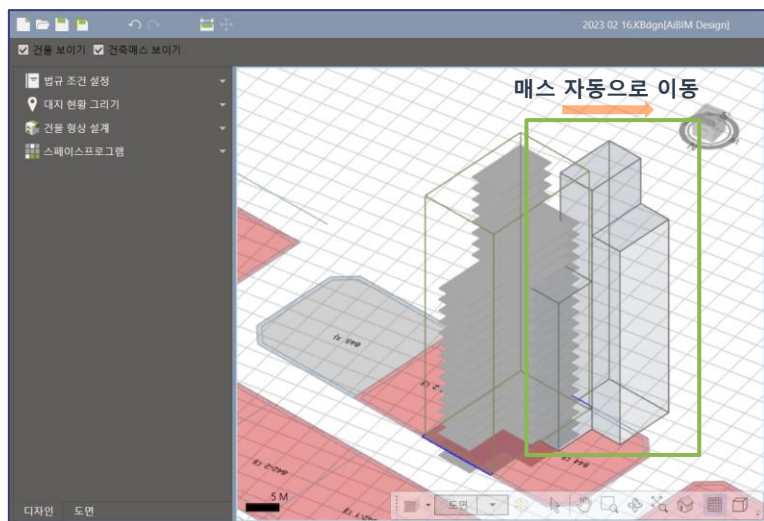 2023 02 16.KBdgn[AiBIM Design]
건물 보이기 건축매스 보이기
법규 조건 설정
대지 현황 그리기
건물 형상 설계
스페이스프로그램
매스 자동으로 이동
5 M
도면
디자인 도면